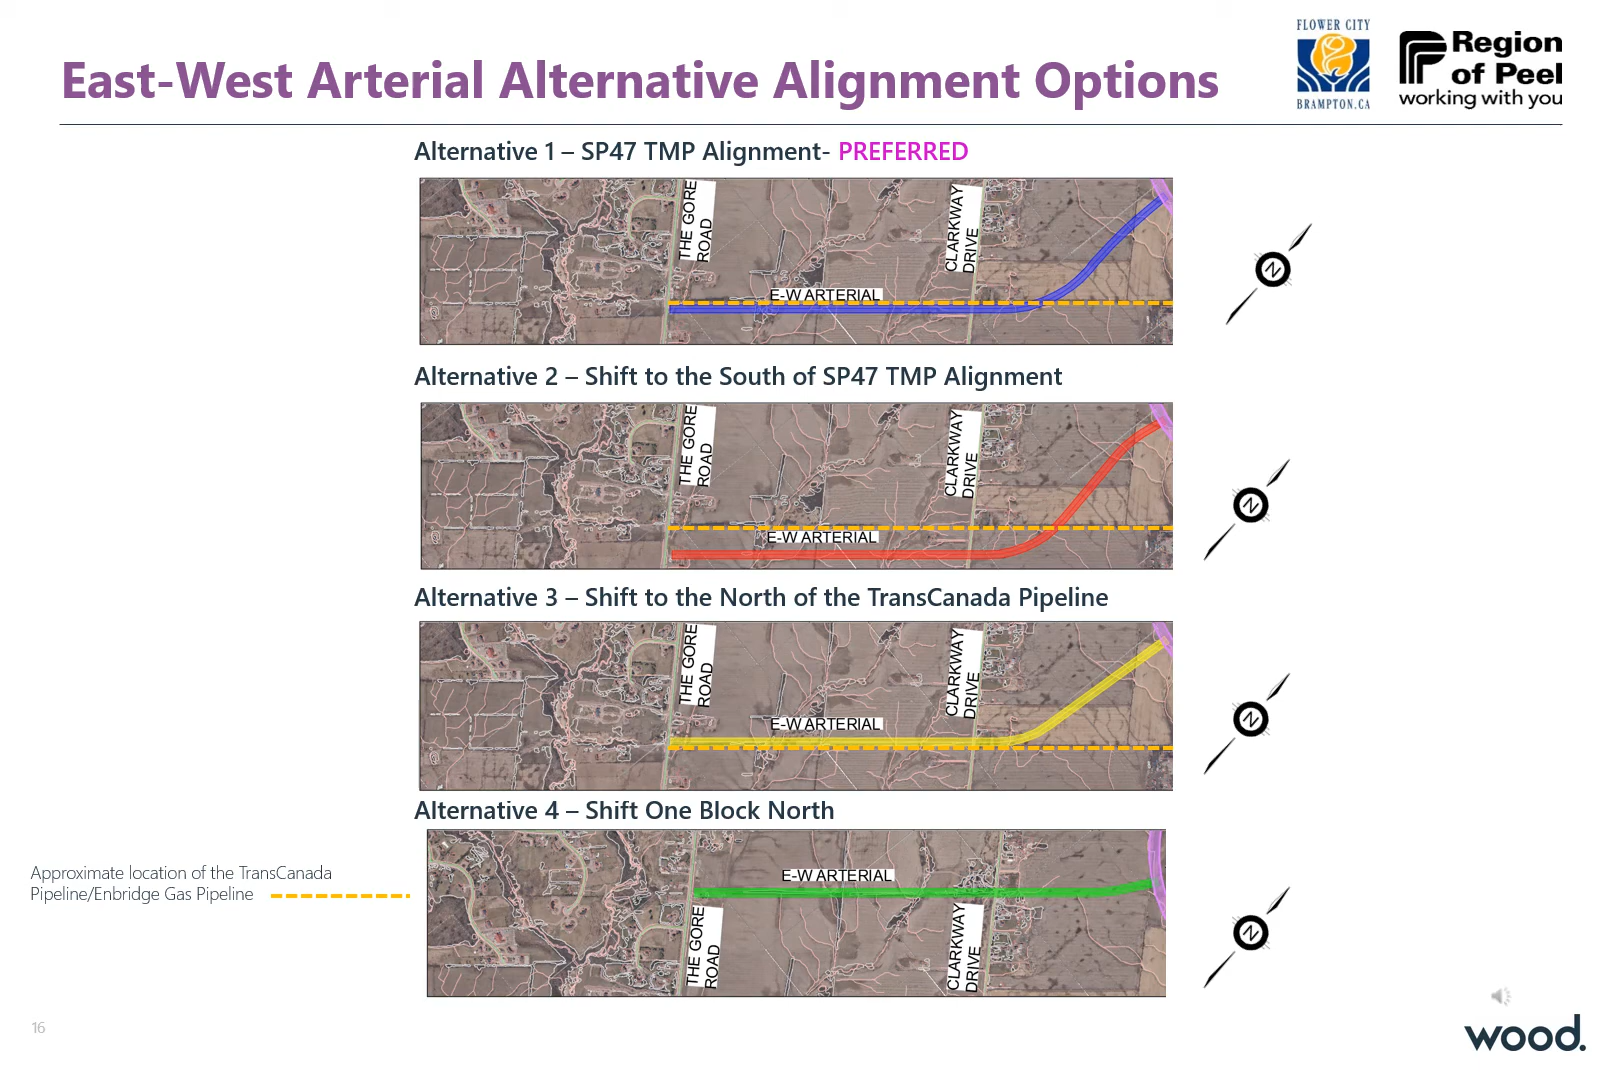 East-West Arterial Alternative Alignment Options
FLOWER CITY
BRAMPTON.CA
Region
of Peel
working with you
Alternative 1 – SP47 TMP Alignment- PREFERRED
THE GORE
ROAD
CLARKWAY
DRIVE
E-W ARTERIAL
N
Alternative 2 – Shift to the South of SP47 TMP Alignment
THE GORE
ROAD
CLARKWAY
DRIVE
E-W ARTERIAL
N
Alternative 3 – Shift to the North of the TransCanada Pipeline
THE GORE
ROAD
CLARKWAY
DRIVE
E-W ARTERIAL
N
Alternative 4 – Shift One Block North
E-W ARTERIAL
THE GORE
ROAD
CLARKWAY
DRIVE
N
Approximate location of the TransCanada
Pipeline/Enbridge Gas Pipeline
16
wood.